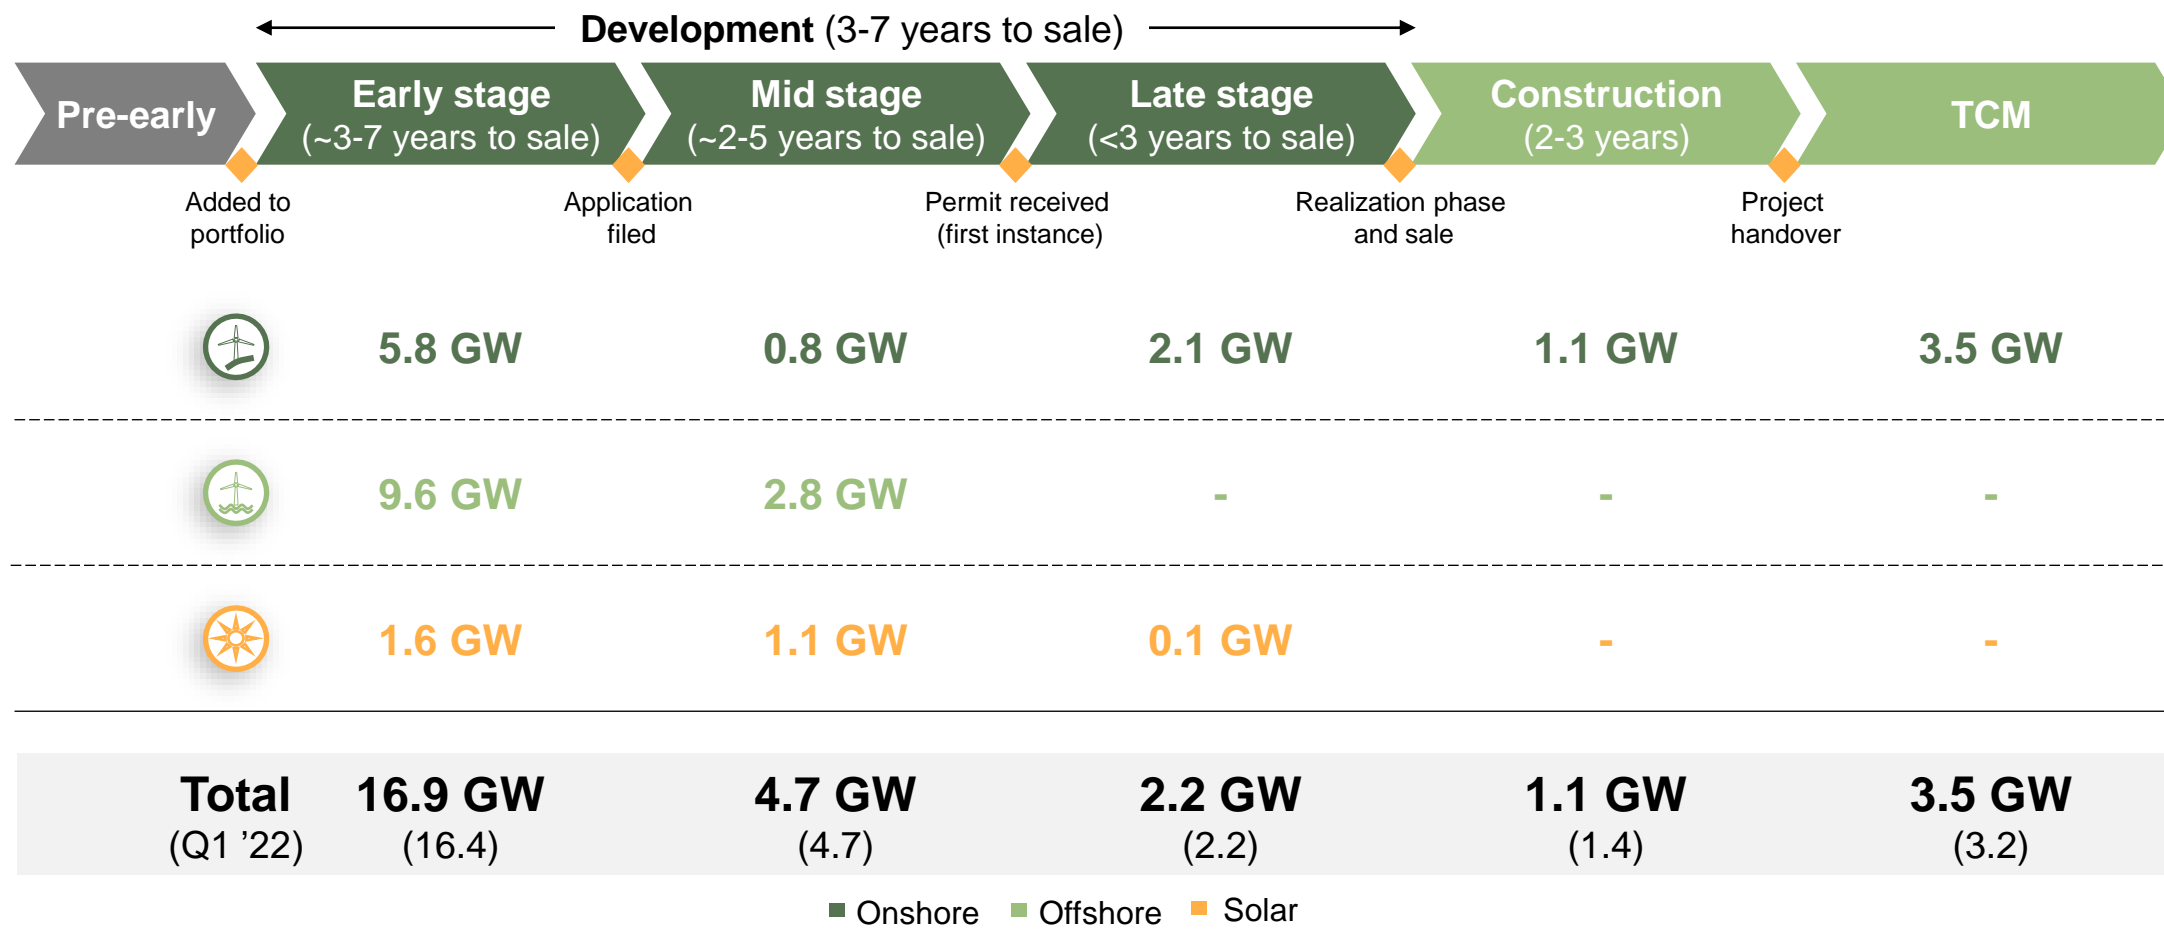 Development (3-7 years to sale)
Pre-early
Early stage
(~3-7 years to sale)
Mid stage
(~2-5 years to sale)
Late stage
(<3 years to sale)
Construction
(2-3 years)
TCM
Added to
portfolio
Application
filed
Permit received
(first instance)
Realization phase
and sale
Project
handover
5.8 GW 0.8 GW 2.1 GW 1.1 GW 3.5 GW
9.6 GW 2.8 GW - - -
1.6 GW 1.1 GW 0.1 GW - -
Total 16.9 GW 4.7 GW 2.2 GW 1.1 GW 3.5 GW
(Q1 ’22) (16.4) (4.7) (2.2) (1.4) (3.2)
Onshore Offshore Solar